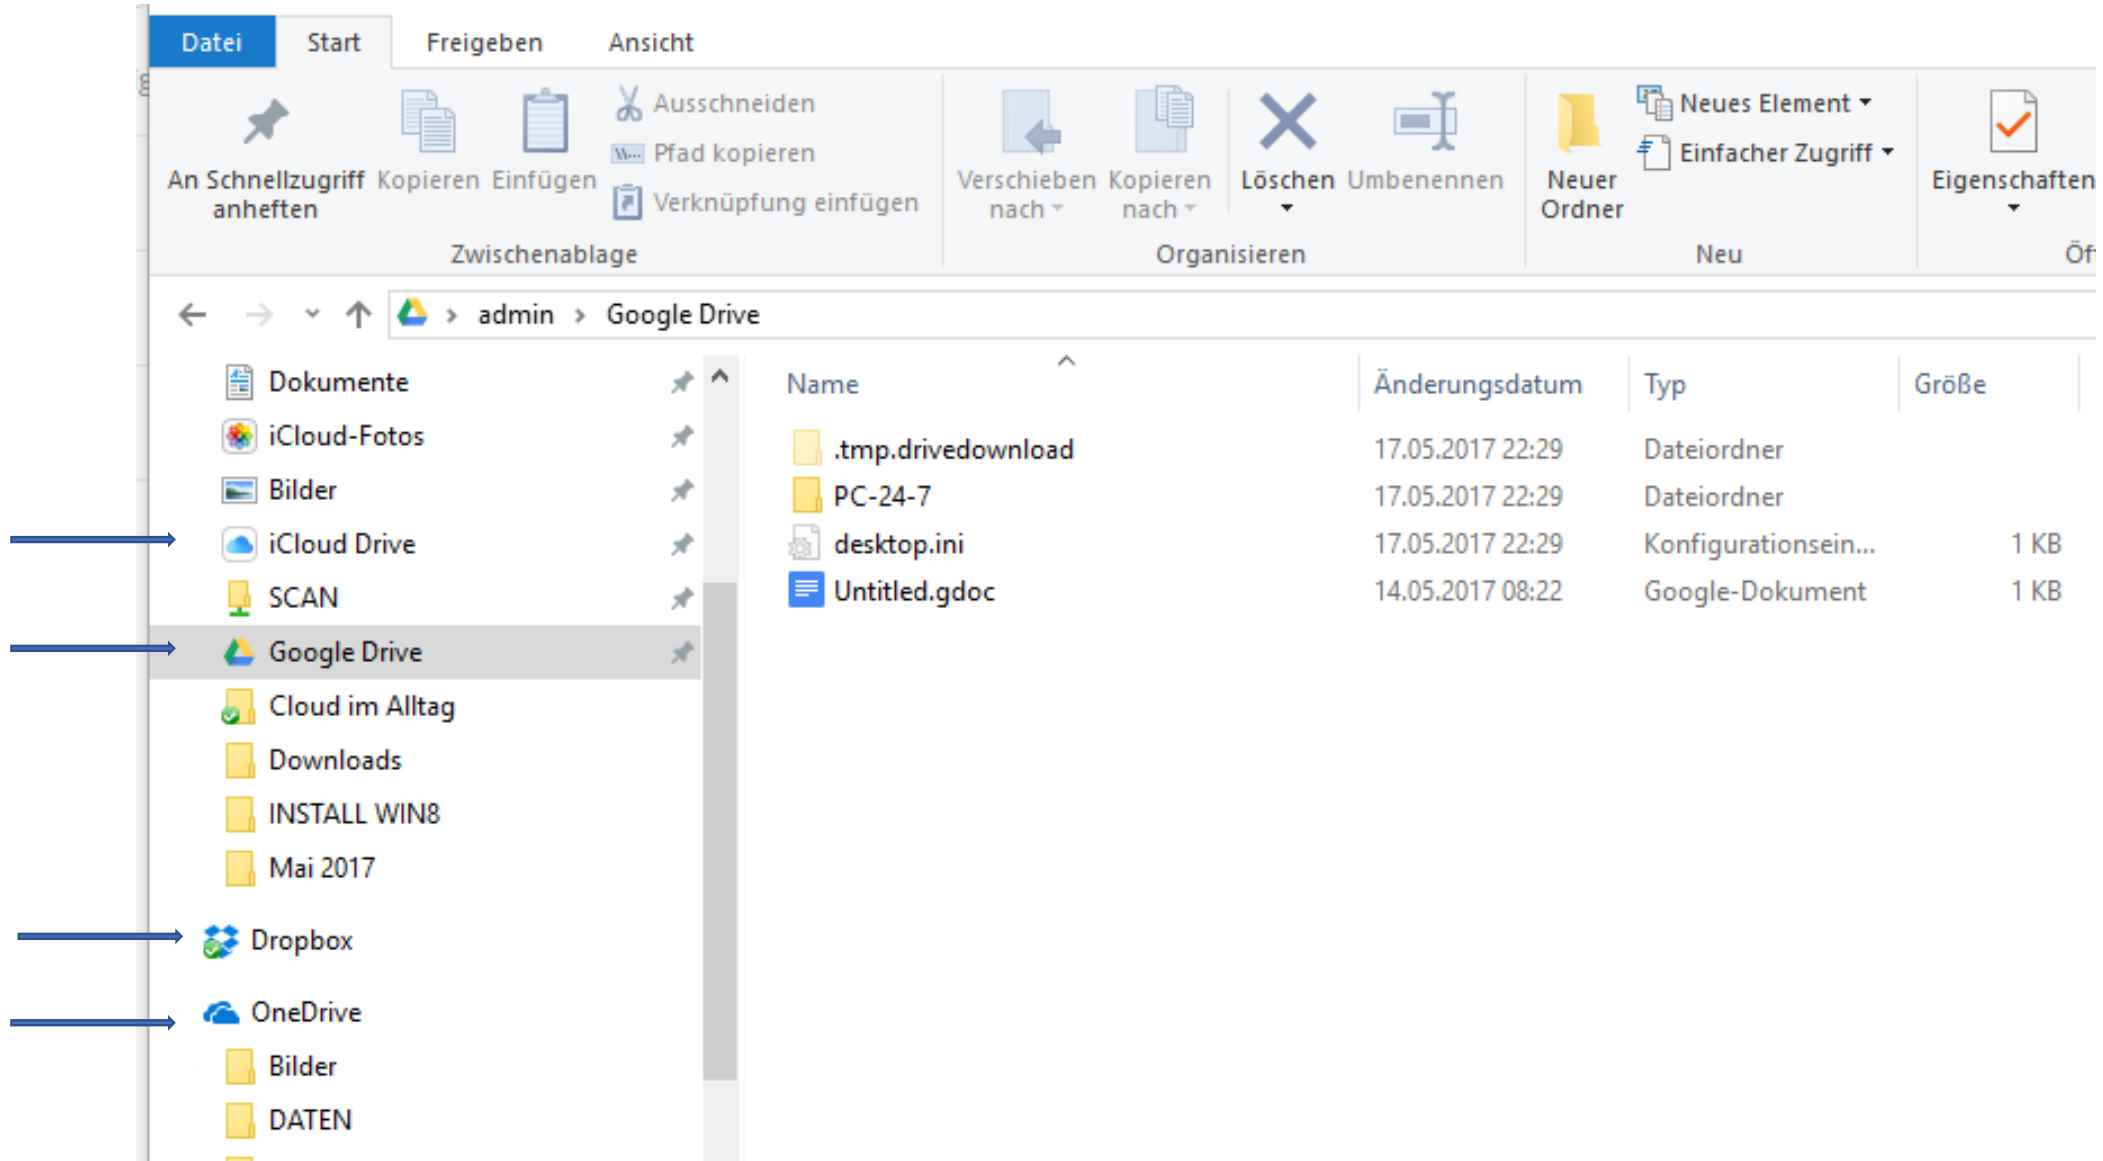 Datei Start Freigeben Ansicht
An Schnellzugriff anheften
Kopieren
Einfügen
Ausschneiden
Pfad kopieren
Verknüpfung einfügen
Zwischenablage
Verschieben nach
Kopieren nach
Löschen
Umbenennen
Organisieren
Neuer Ordner
Neues Element
Einfacher Zugriff
Neu
Eigenschaften
Öf
admin > Google Drive
Dokumente
iCloud-Fotos
Bilder
iCloud Drive
SCAN
Google Drive
Cloud im Alltag
Downloads
INSTALL WIN8
Mai 2017
Dropbox
OneDrive
Bilder
DATEN
Name Änderungsdatum Typ Größe
.tmp.drivedownload 17.05.2017 22:29 Dateiordner
PC-24-7 17.05.2017 22:29 Dateiordner
desktop.ini 17.05.2017 22:29 Konfigurationsein... 1 KB
Untitled.gdoc 14.05.2017 08:22 Google-Dokument 1 KB